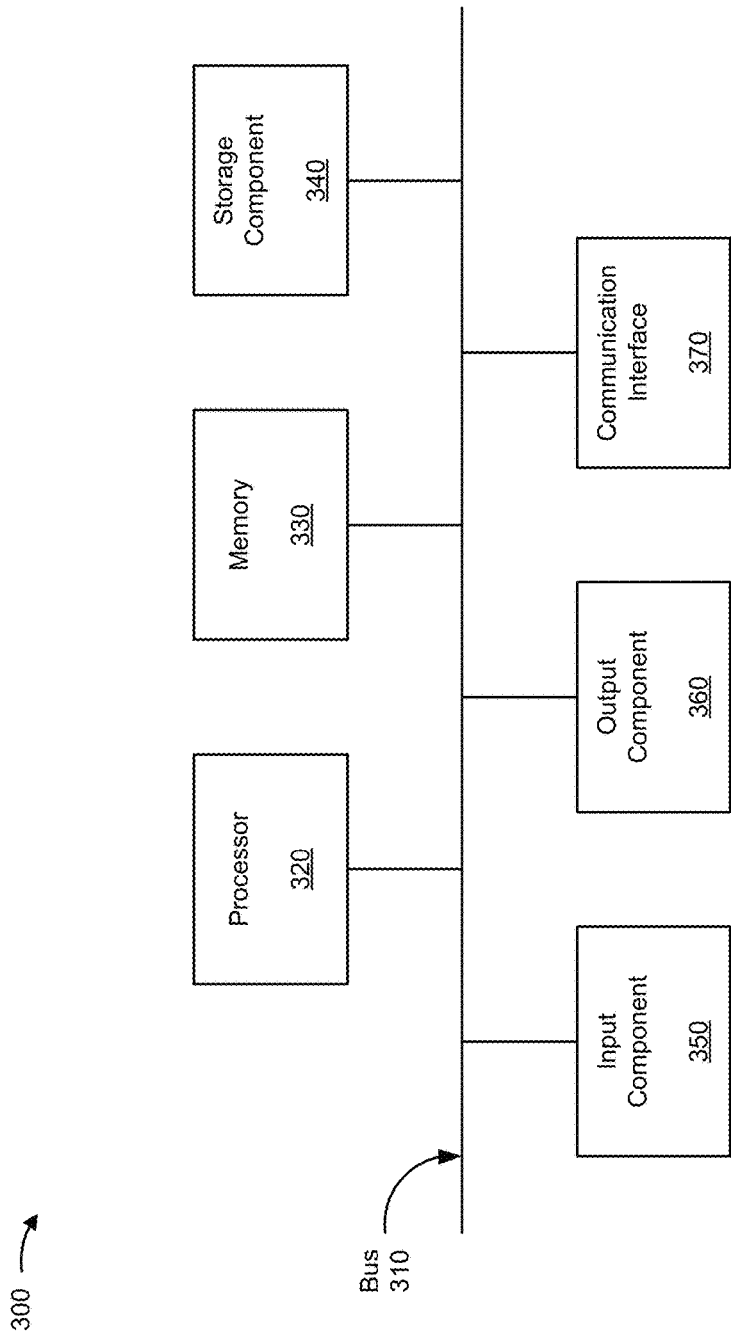 300
Bus
310
Processor
320
Memory
330
Storage
Component
340
Input
Component
350
Output
Component
360
Communication
Interface
370